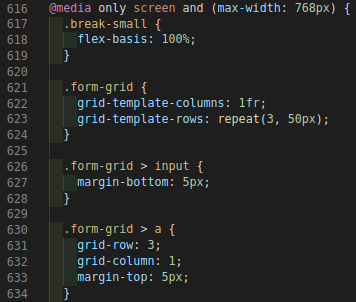 616 @media only screen and (max-width: 768px) {
617 .break-small {
618 flex-basis: 100%;
619 }
620
621 .form-grid {
622 grid-template-columns: 1fr;
623 grid-template-rows: repeat(3, 50px);
624 }
625
626 .form-grid > input {
627 margin-bottom: 5px;
628 }
629
630 .form-grid > a {
631 grid-row: 3;
632 grid-column: 1;
633 margin-top: 5px;
634 }